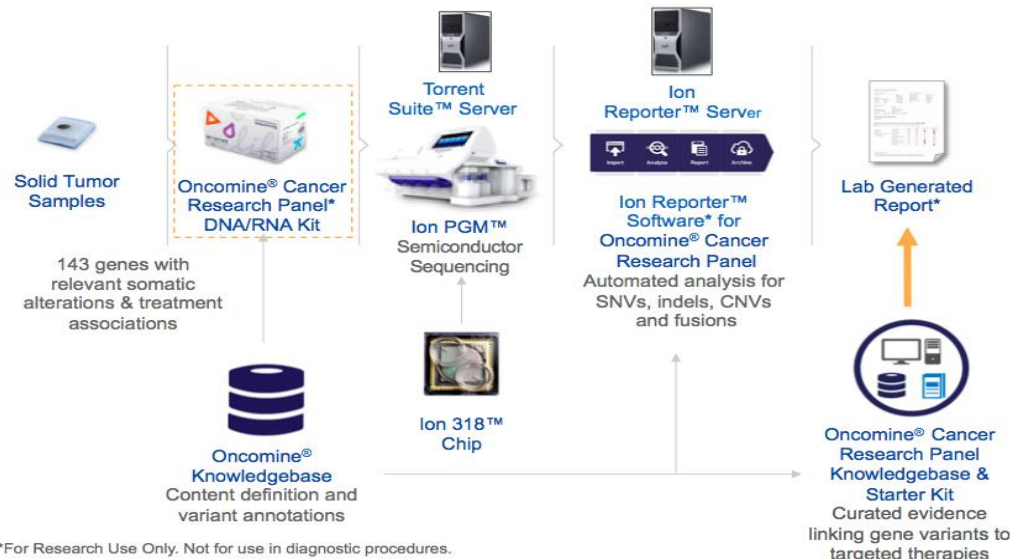 Torrent
Suite™ Server
Ion
Reporter™ Server
Import
Analyze
Report
Archive
Solid Tumor
Samples
Oncomine® Cancer
Research Panel*
DNA/RNA Kit
Ion PGM™
Semiconductor
Sequencing
Ion Reporter™
Software* for
Oncomine® Cancer
Research Panel
Automated analysis for
SNVs, indels, CNVs
and fusions
Lab Generated
Report*
143 genes with
relevant somatic
alterations & treatment
associations
Ion 318™
Chip
Oncomine®
Knowledgebase
Content definition and
variant annotations
Oncomine® Cancer
Research Panel
Knowledgebase &
Starter Kit
Curated evidence
linking gene variants to
targeted therapies
*For Research Use Only. Not for use in diagnostic procedures.